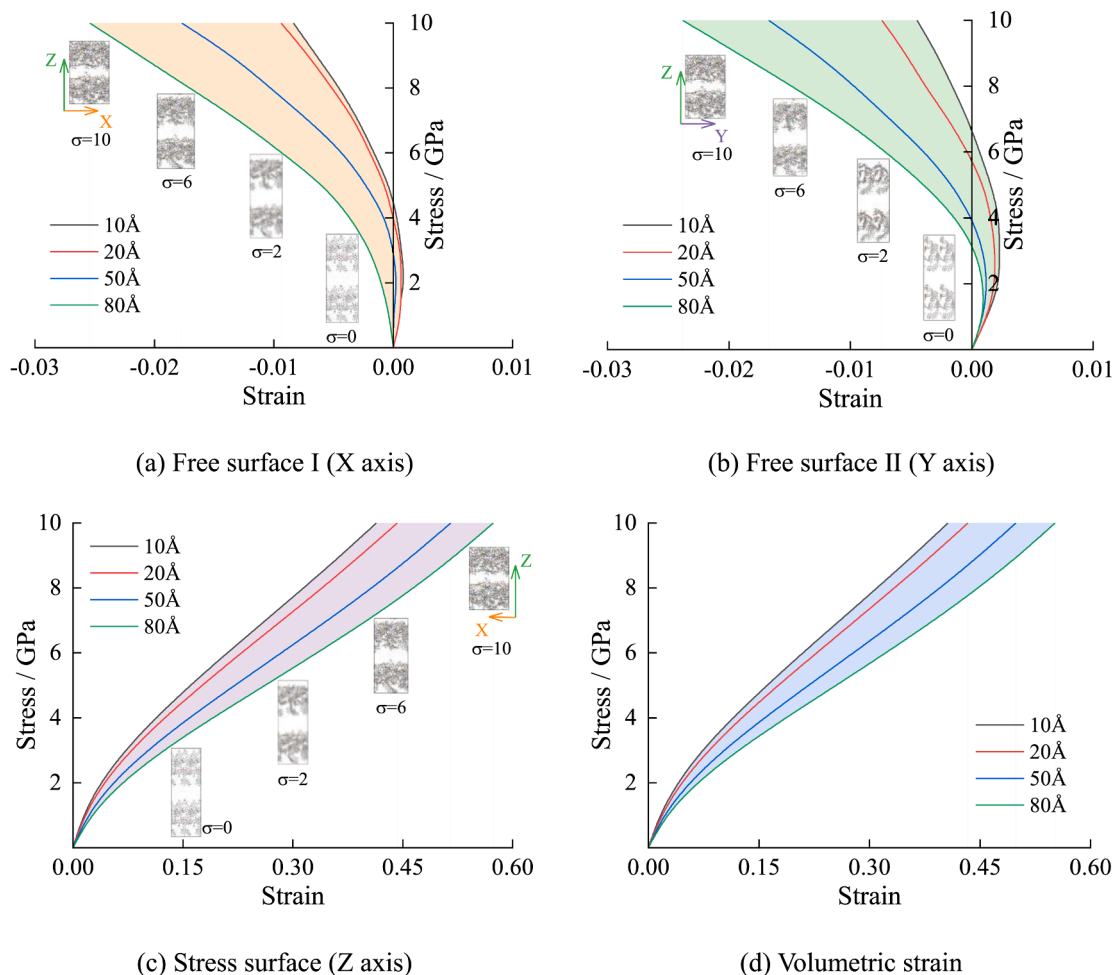 10
8
6
4
2
Stress / GPa
Z
X
σ=10
σ=6
σ=2
σ=0
10Å
20Å
50Å
80Å
-0.03 -0.02 -0.01 0.00 0.01
Strain
(a) Free surface I (X axis)
10
8
6
4
2
Stress / GPa
Z
Y
σ=10
σ=6
σ=2
σ=0
10Å
20Å
50Å
80Å
-0.03 -0.02 -0.01 0.00 0.01
Strain
(b) Free surface II (Y axis)
10
8
6
4
2
Stress / GPa
10Å
20Å
50Å
80Å
Z
X
σ=10
σ=6
σ=2
σ=0
0.00 0.15 0.30 0.45 0.60
Strain
(c) Stress surface (Z axis)
10
8
6
4
2
Stress / GPa
10Å
20Å
50Å
80Å
0.00 0.15 0.30 0.45 0.60
Strain
(d) Volumetric strain